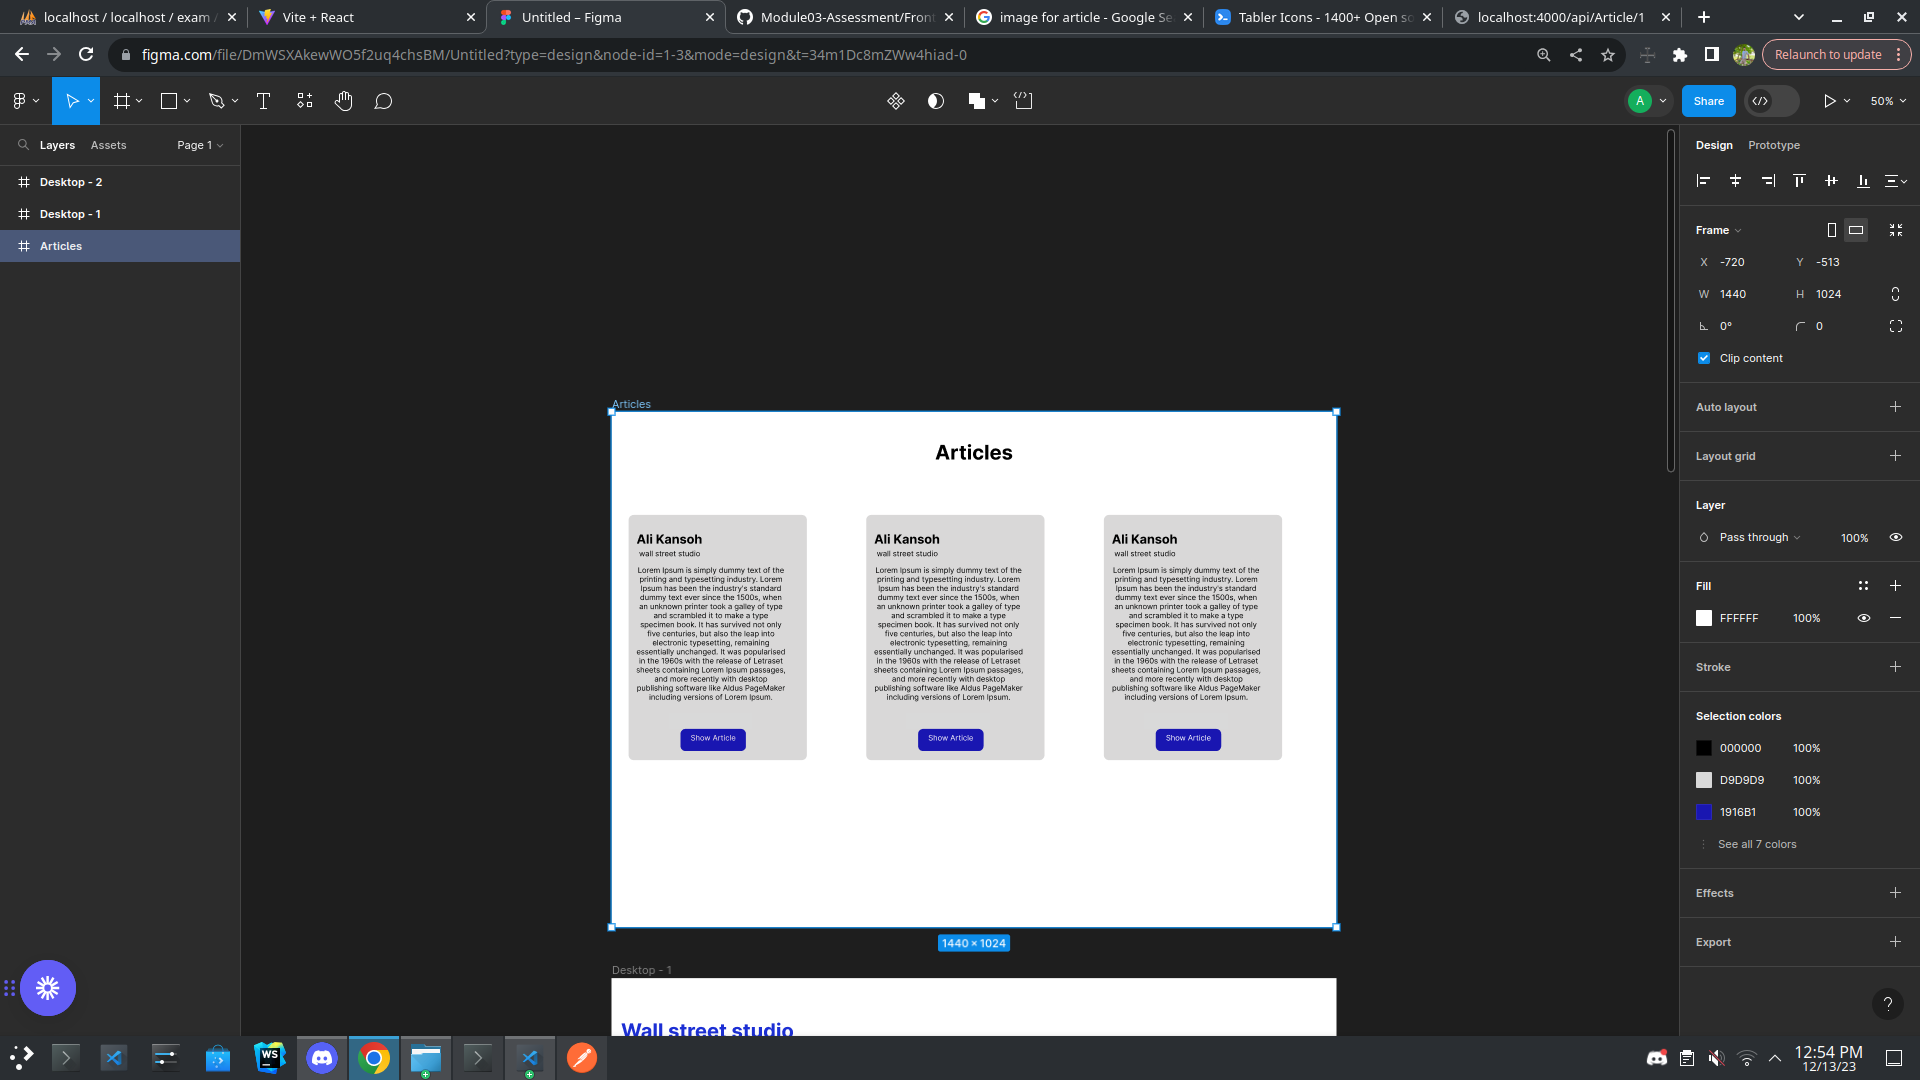 localhost / localhost / exam /
Vite + React
Untitled – Figma
Module03-Assessment/Front
image for article - Google Se
Tabler Icons - 1400+ Open so
localhost:4000/api/Article/1
figma.com/file/DmWSXAkewWO5f2uq4chsBM/Untitled?type=design&node-id=1-3&mode=design&t=34m1Dc8mZWw4hiad-0
Relaunch to update
A
Share
50%
Layers
Assets
Page 1
Desktop - 2
Desktop - 1
Articles
Articles
Articles
Ali Kansoh
wall street studio
Lorem Ipsum is simply dummy text of the
printing and typesetting industry. Lorem
Ipsum has been the industry's standard
dummy text ever since the 1500s, when
an unknown printer took a galley of type
and scrambled it to make a type
specimen book. It has survived not only
five centuries, but also the leap into
electronic typesetting, remaining
essentially unchanged. It was popularised
in the 1960s with the release of Letraset
sheets containing Lorem Ipsum passages,
and more recently with desktop
publishing software like Aldus PageMaker
including versions of Lorem Ipsum.
Show Article
Ali Kansoh
wall street studio
Lorem Ipsum is simply dummy text of the
printing and typesetting industry. Lorem
Ipsum has been the industry's standard
dummy text ever since the 1500s, when
an unknown printer took a galley of type
and scrambled it to make a type
specimen book. It has survived not only
five centuries, but also the leap into
electronic typesetting, remaining
essentially unchanged. It was popularised
in the 1960s with the release of Letraset
sheets containing Lorem Ipsum passages,
and more recently with desktop
publishing software like Aldus PageMaker
including versions of Lorem Ipsum.
Show Article
Ali Kansoh
wall street studio
Lorem Ipsum is simply dummy text of the
printing and typesetting industry. Lorem
Ipsum has been the industry's standard
dummy text ever since the 1500s, when
an unknown printer took a galley of type
and scrambled it to make a type
specimen book. It has survived not only
five centuries, but also the leap into
electronic typesetting, remaining
essentially unchanged. It was popularised
in the 1960s with the release of Letraset
sheets containing Lorem Ipsum passages,
and more recently with desktop
publishing software like Aldus PageMaker
including versions of Lorem Ipsum.
Show Article
1440 × 1024
Desktop - 1
Wall street studio
Design
Prototype
Frame
X -720
Y -513
W 1440
H 1024
0°
0
Clip content
Auto layout
Layout grid
Layer
Pass through
100%
Fill
FFFFFF 100%
Stroke
Selection colors
000000 100%
D9D9D9 100%
1916B1 100%
See all 7 colors
Effects
Export
?
WS
12:54 PM
12/13/23